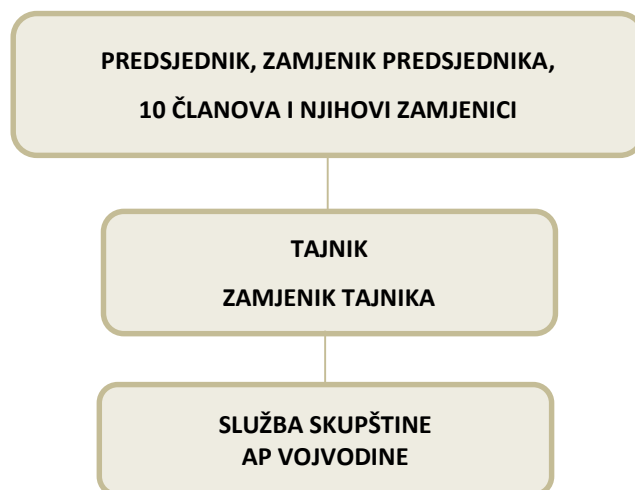 PREDSJEDNIK, ZAMJENIK PREDSJEDNIKA,
10 ČLANOVA I NJIHOVI ZAMJENICI
TAJNIK
ZAMJENIK TAJNIKA
SLUŽBA SKUPŠTINE
AP VOJVODINE